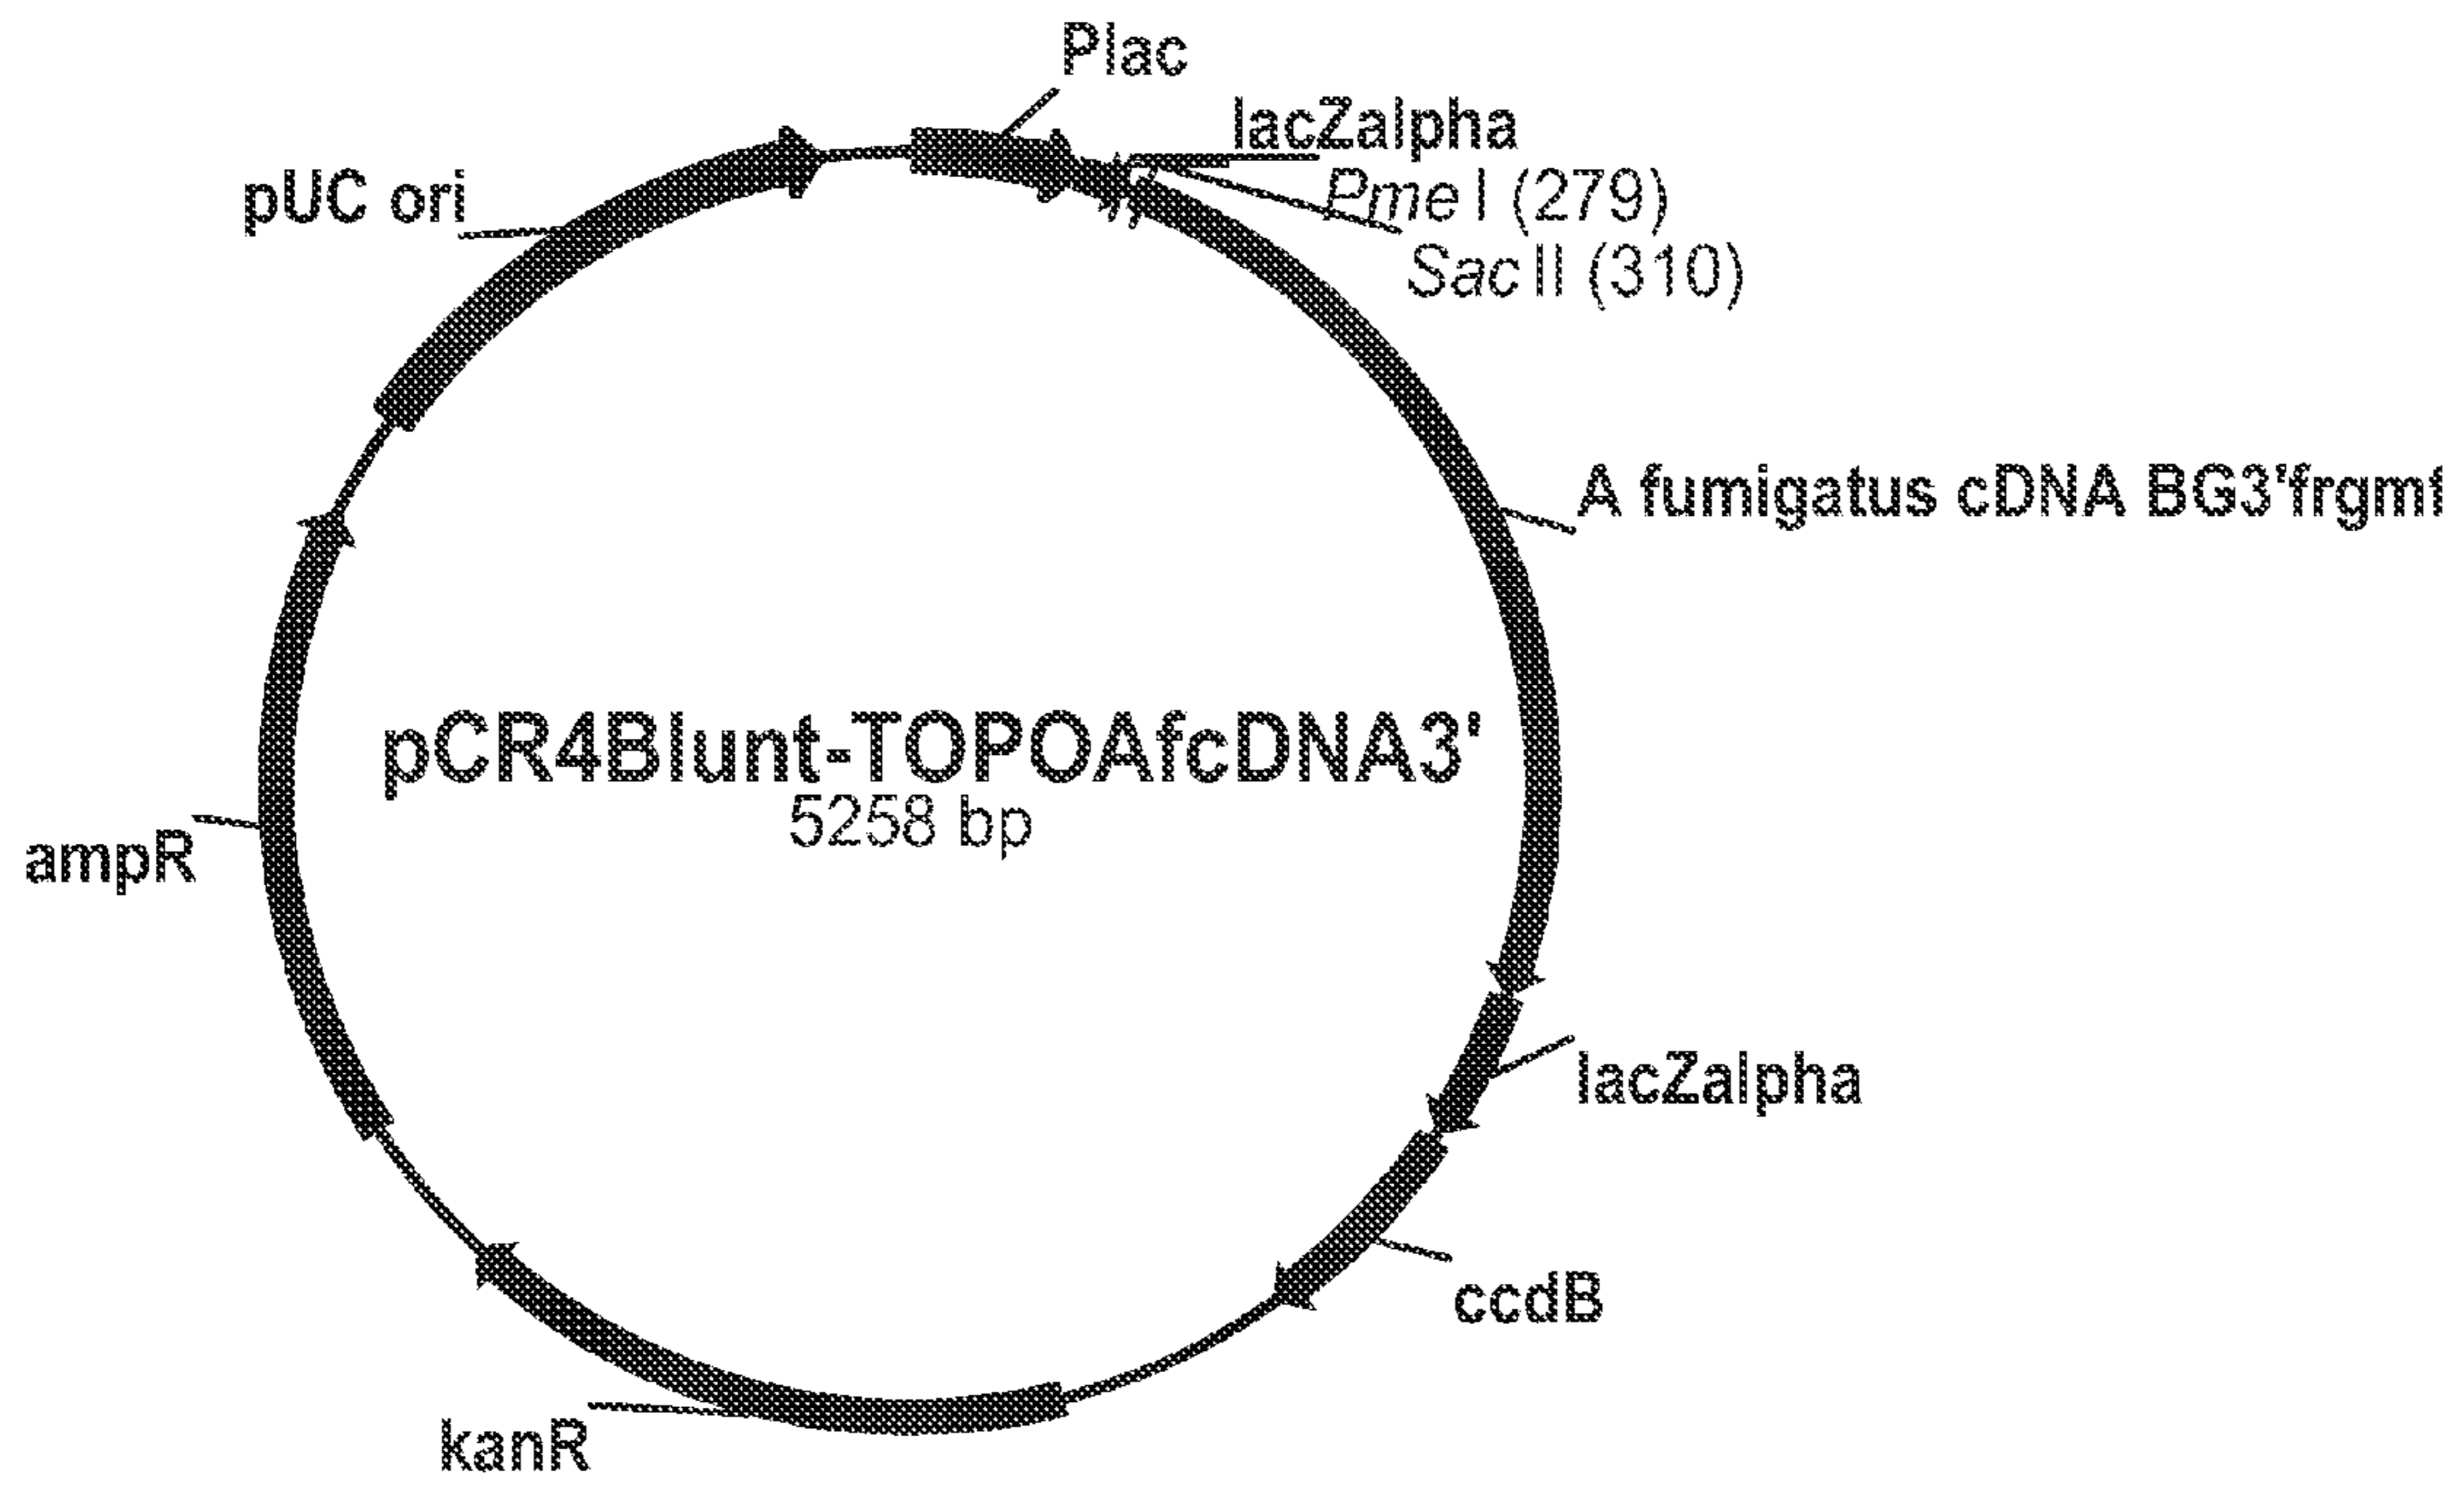 Plac
lacZalpha
PmeI (279)
SacII (310)
pUC ori
A fumigatus cDNA BG3'frgmt
pCR4Blunt-TOPOAfcDNA3'
5258 bp
ampR
lacZalpha
ccdB
kanR